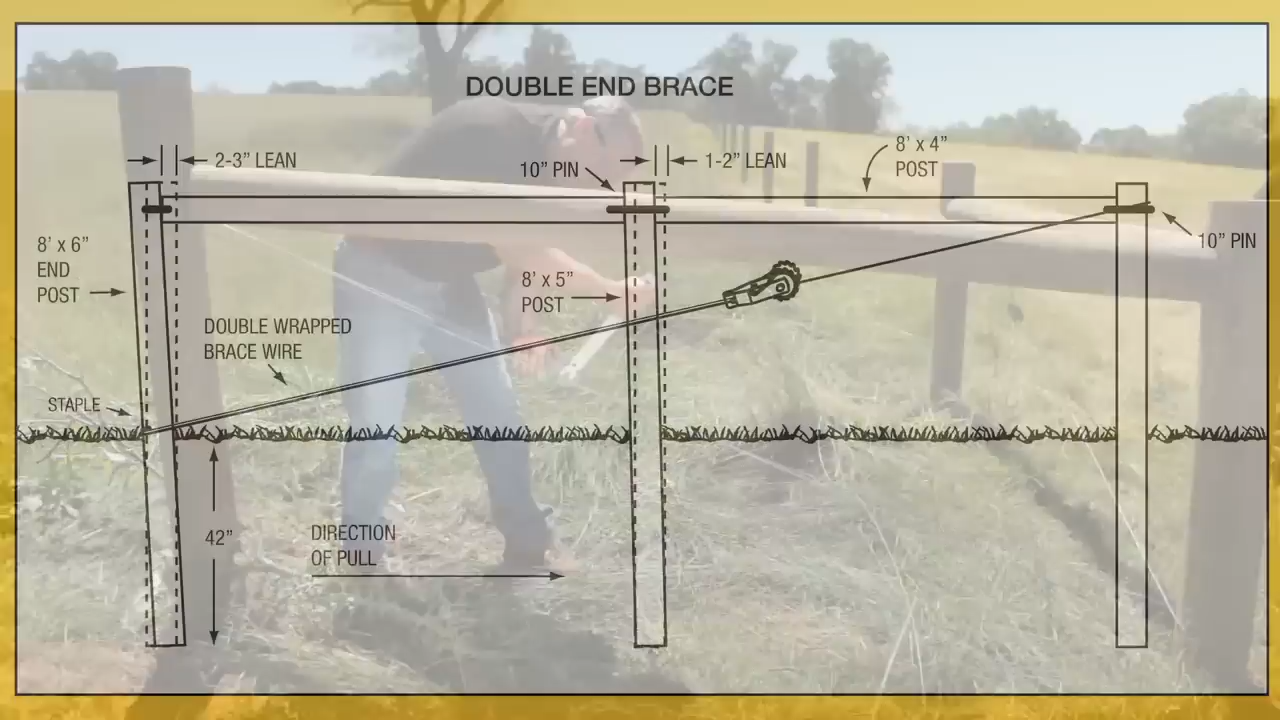 DOUBLE END BRACE
2-3” LEAN
10” PIN
1-2” LEAN
8’ x 4”
POST
8’ x 6”
END
POST
8’ x 5”
POST
10” PIN
DOUBLE WRAPPED
BRACE WIRE
STAPLE
42”
DIRECTION
OF PULL